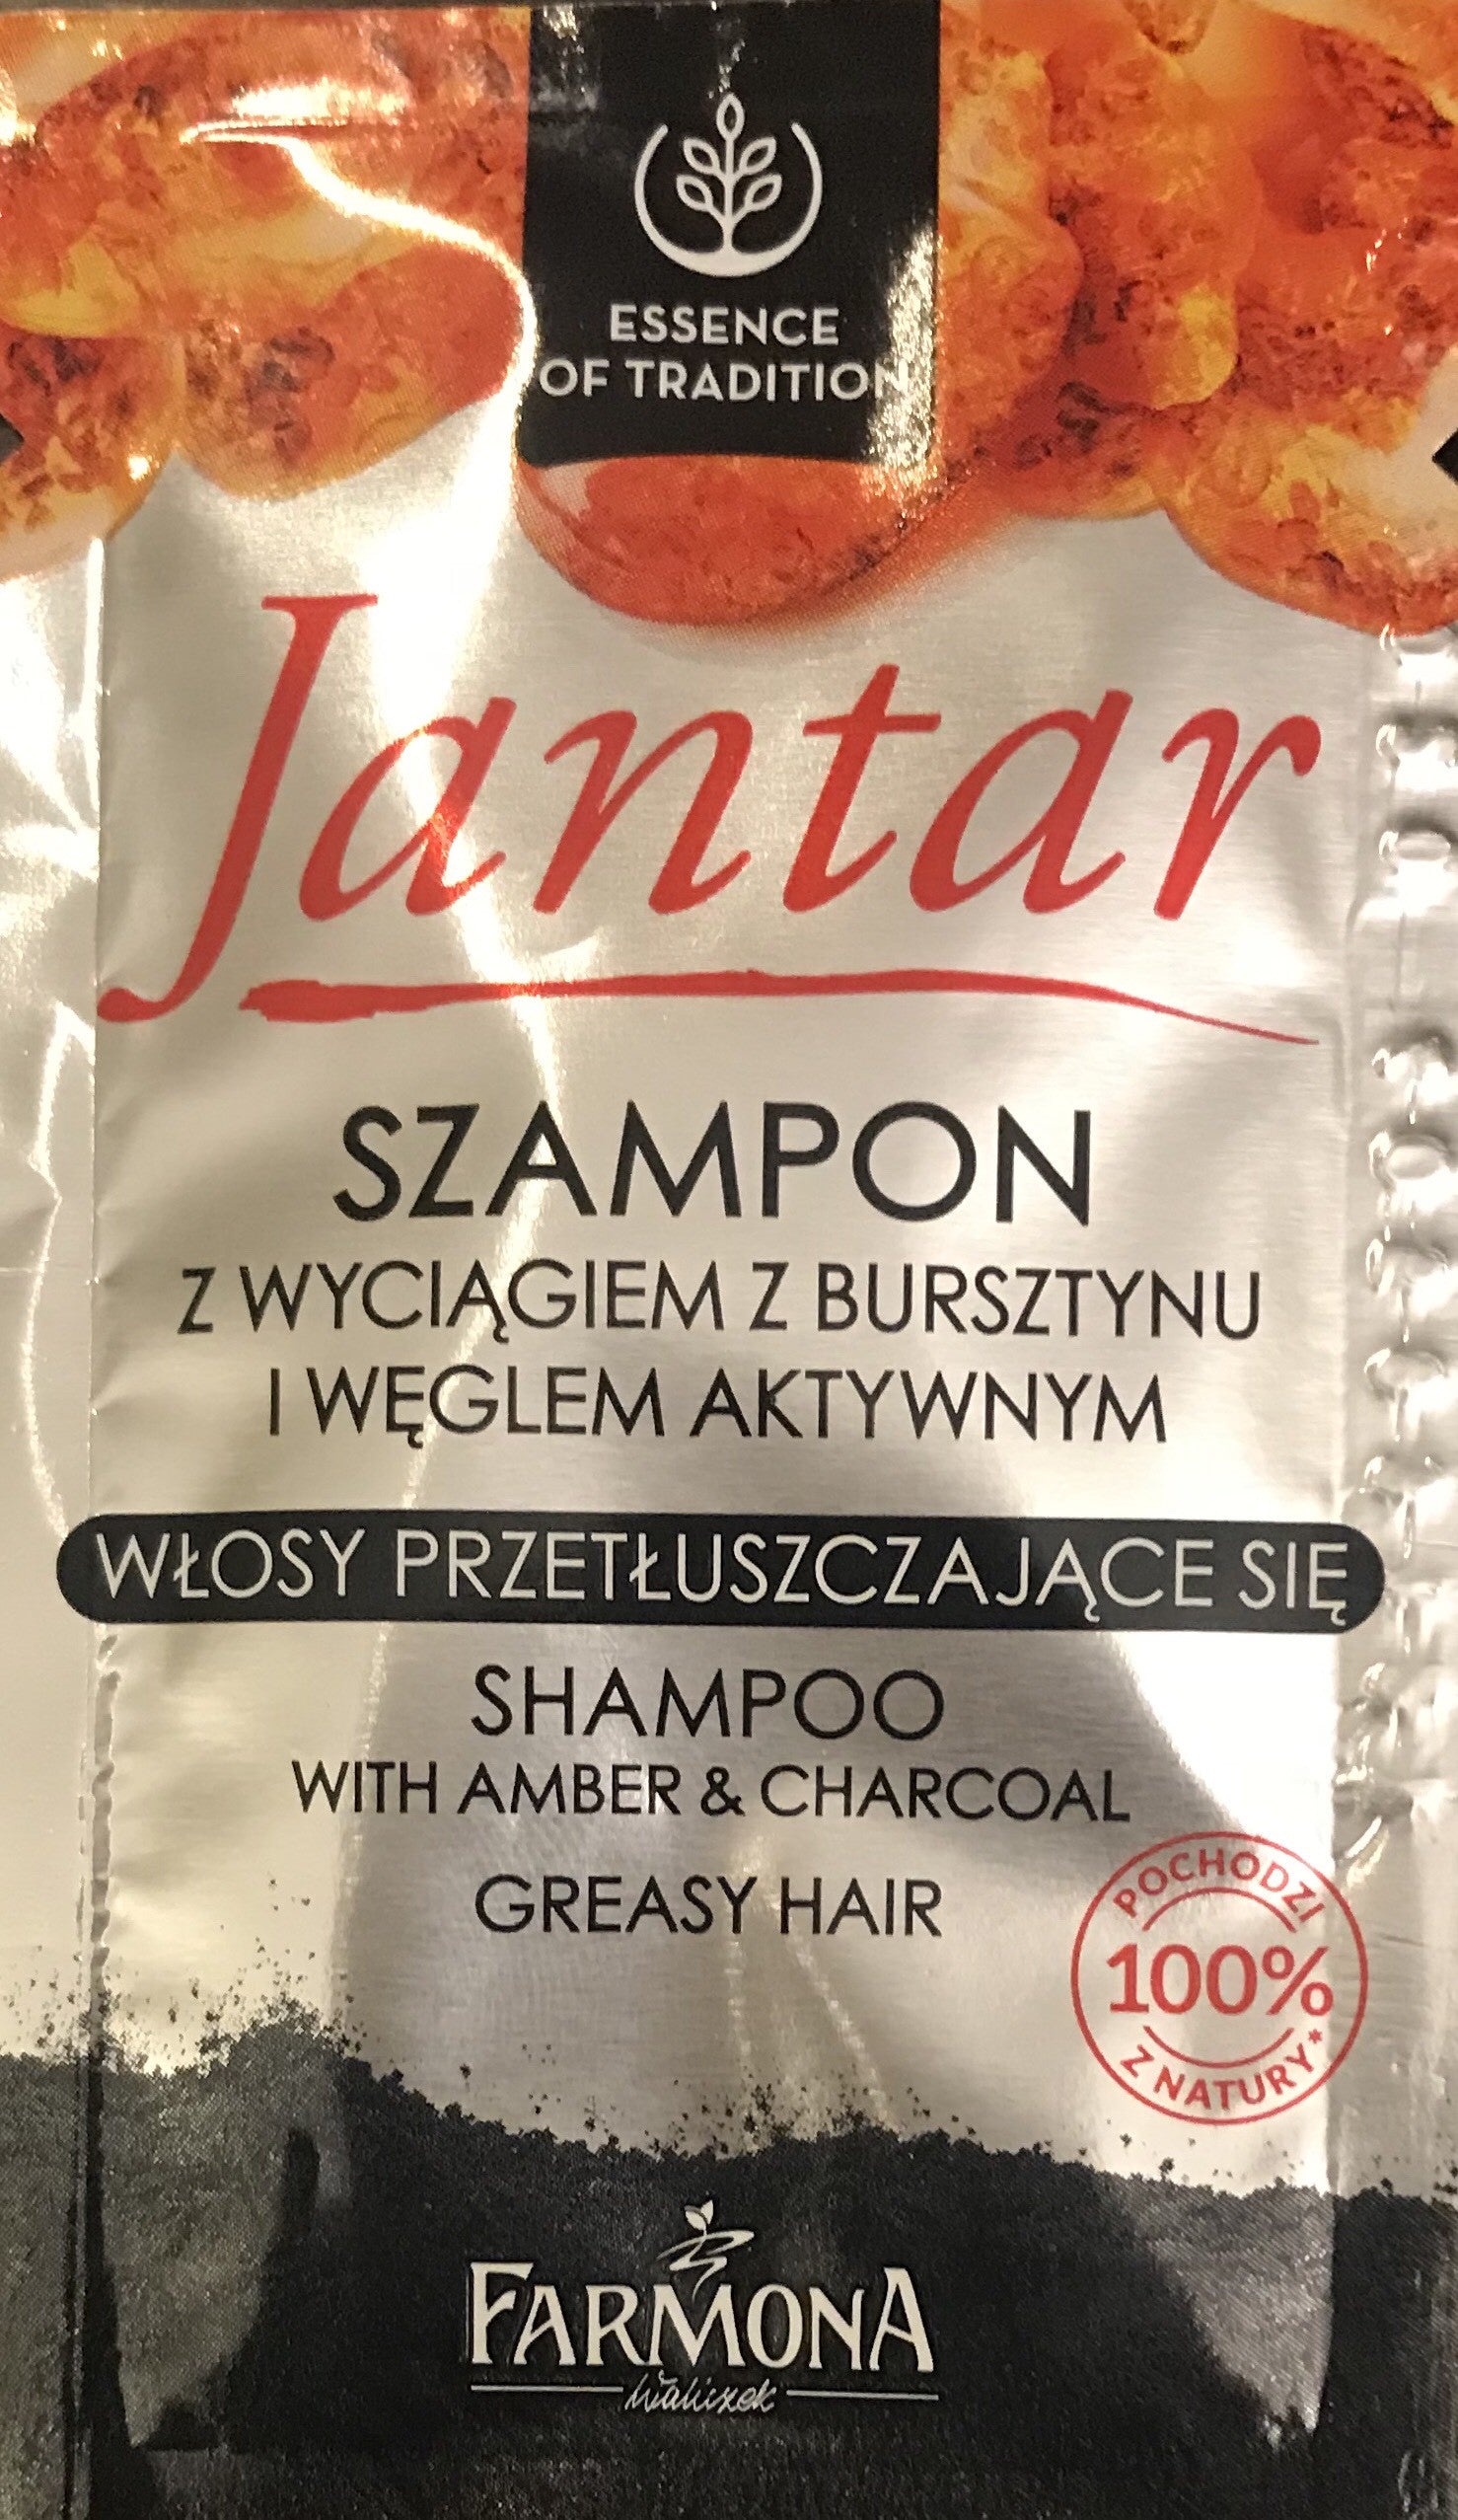 ESSENCE
OF TRADITION
Jantar
SZAMPON
Z WYCIĄGIEM Z BURSZTYNU
I WĘGLEM AKTYWNYM
WŁOSY PRZETŁUSZCZAJĄCE SIĘ
SHAMPOO
WITH AMBER & CHARCOAL
GREASY HAIR
POCHODZI
100%
Z NATURY*
FARMONA
Waliczek